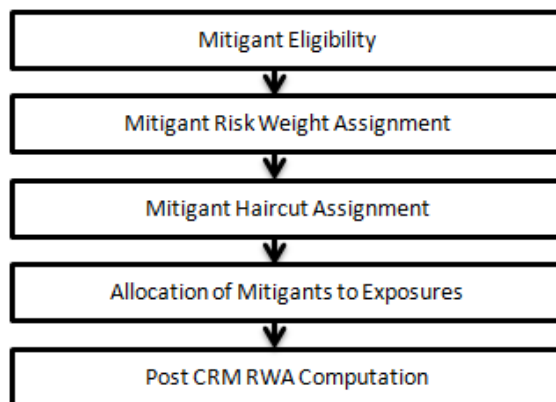 Mitigant Eligibility
Mitigant Risk Weight Assignment
Mitigant Haircut Assignment
Allocation of Mitigants to Exposures
Post CRM RWA Computation